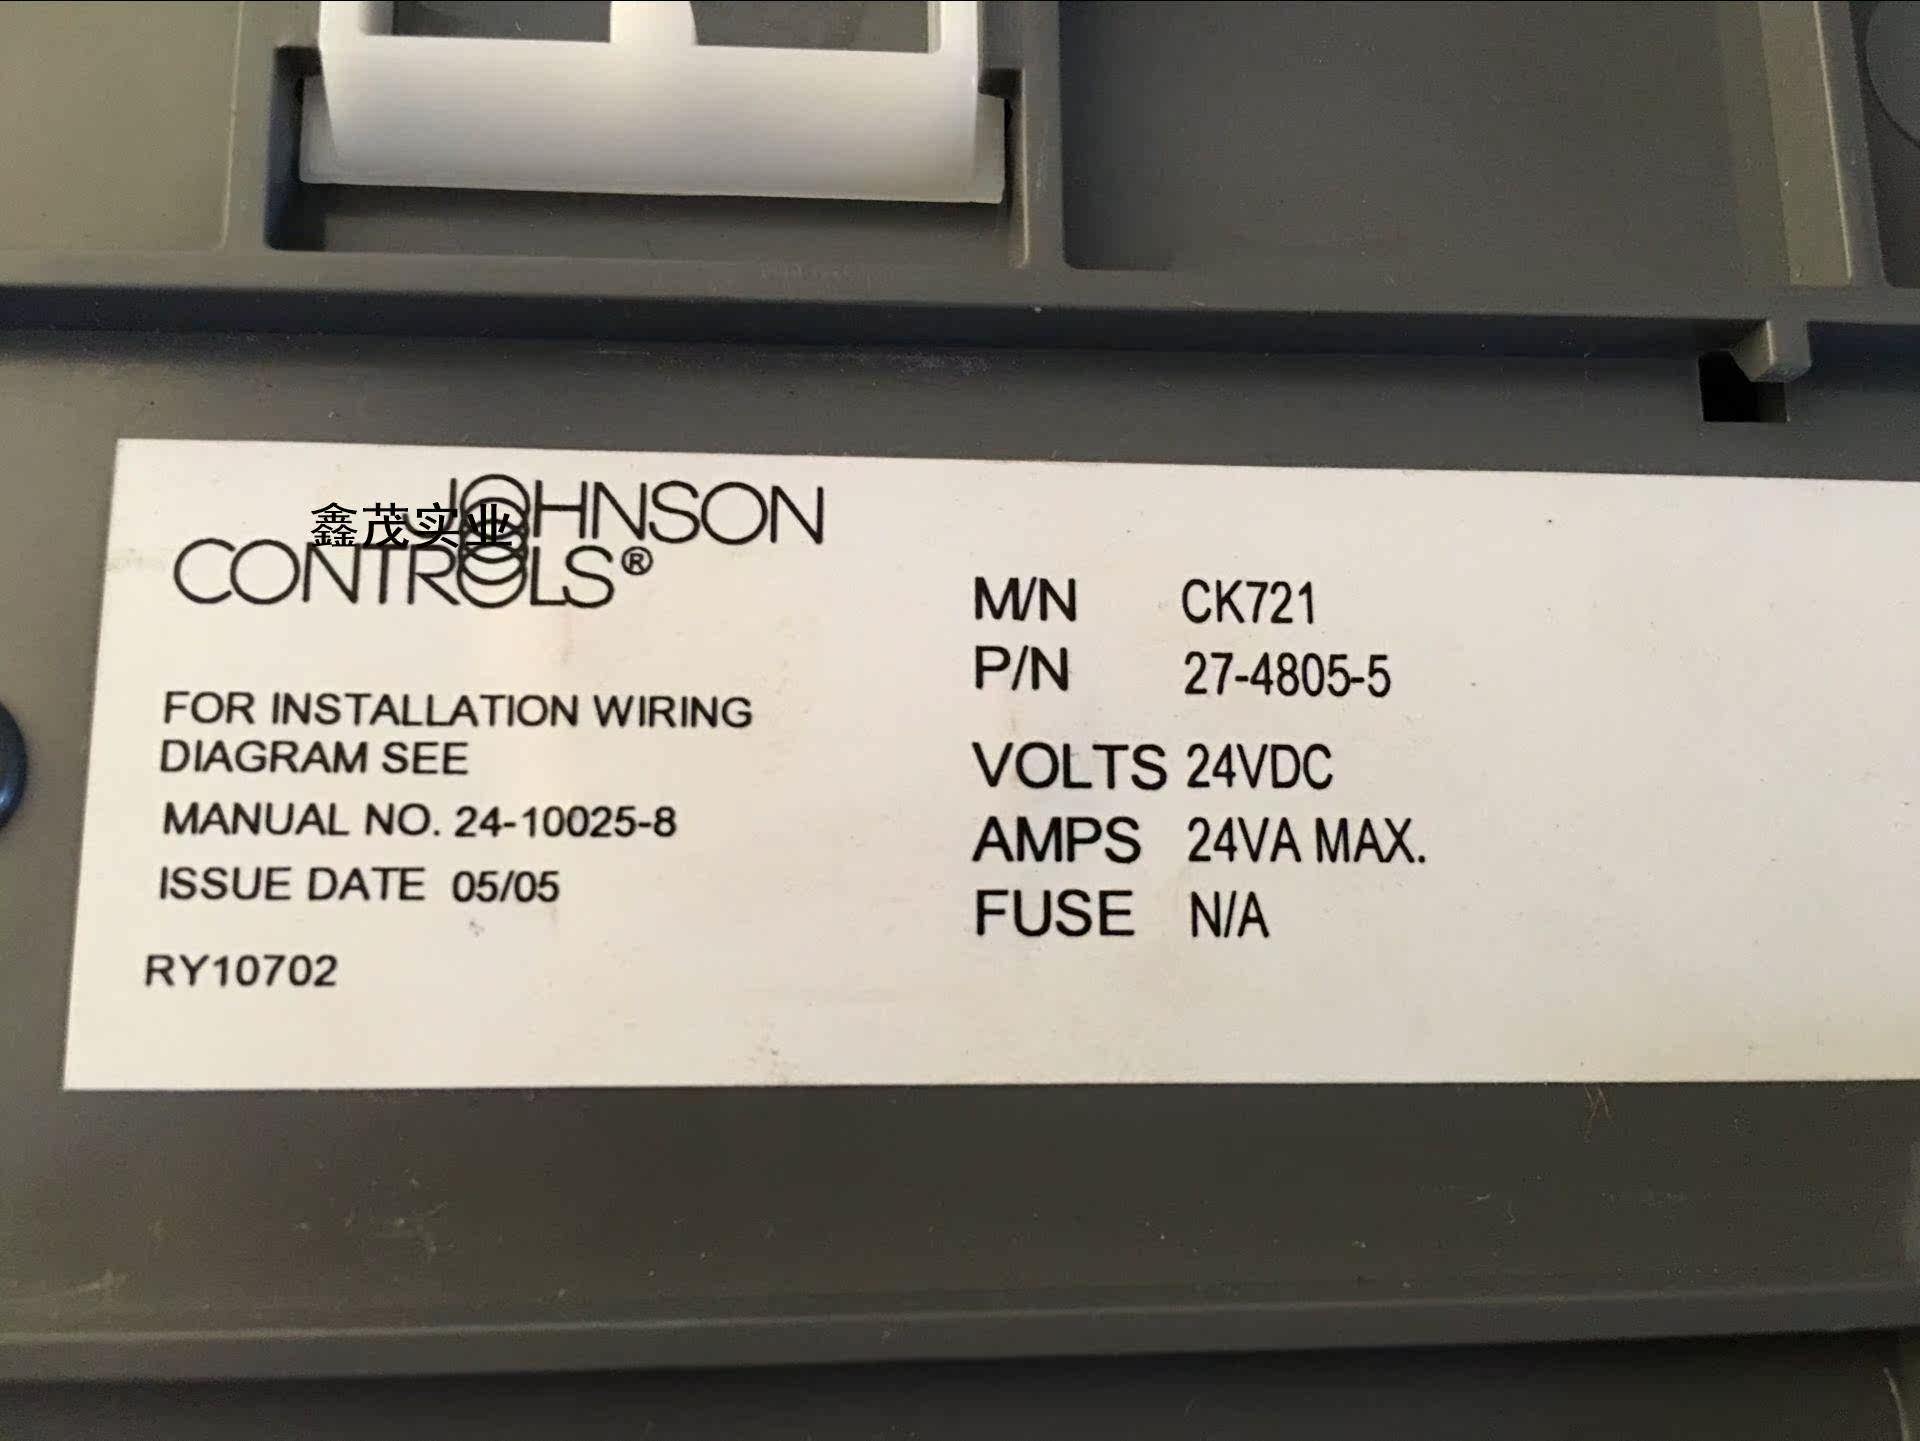 JOHNSON
CONTROLS®
鑫茂实业
FOR INSTALLATION WIRING
DIAGRAM SEE
MANUAL NO. 24-10025-8
ISSUE DATE 05/05
RY10702
M/N CK721
P/N 27-4805-5
VOLTS 24VDC
AMPS 24VA MAX.
FUSE N/A